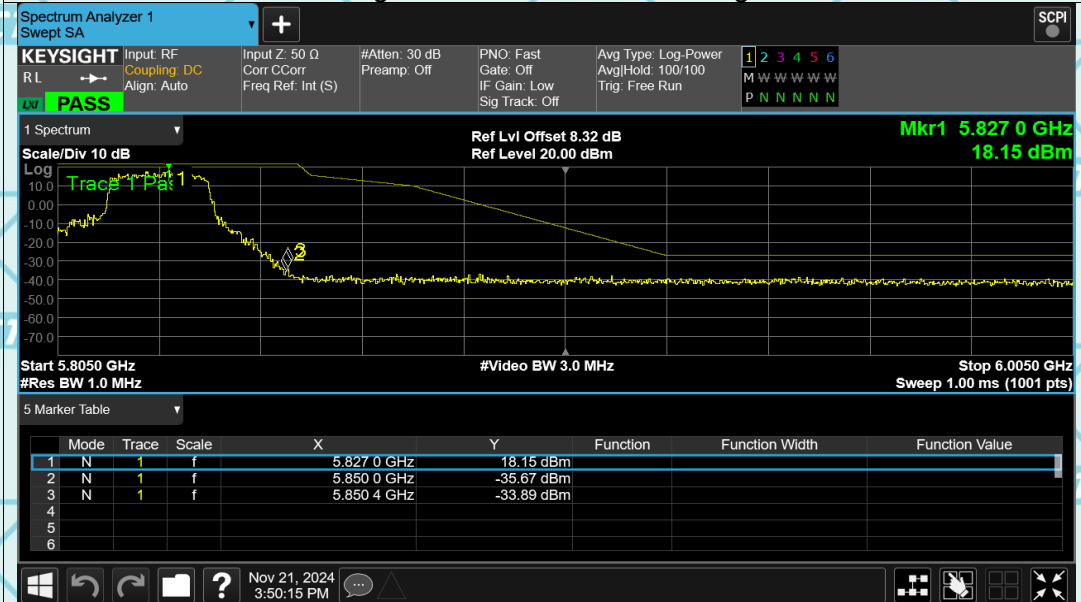 Spectrum Analyzer 1
Swept SA
+
SCPI
KEYSIGHT
R L
LXI PASS
Input: RF
Coupling: DC
Align: Auto
Input Z: 50 Ω
Corr CCorr
Freq Ref: Int (S)
#Atten: 30 dB
Preamp: Off
PNO: Fast
Gate: Off
IF Gain: Low
Sig Track: Off
Avg Type: Log-Power
Avg|Hold: 100/100
Trig: Free Run
1 2 3 4 5 6
M W W W W W
P N N N N N
1 Spectrum
Ref Lvl Offset 8.32 dB
Mkr1 5.827 0 GHz
Scale/Div 10 dB
Ref Level 20.00 dBm
18.15 dBm
Log
Trace 1 Pas 1
10.0
0.00
-10.0
-20.0
-30.0
-40.0
-50.0
-60.0
-70.0
3
Start 5.8050 GHz
#Video BW 3.0 MHz
Stop 6.0050 GHz
#Res BW 1.0 MHz
Sweep 1.00 ms (1001 pts)
5 Marker Table
Mode Trace Scale X Y Function Function Width Function Value
1 N 1 f 5.827 0 GHz 18.15 dBm
2 N 1 f 5.850 0 GHz -35.67 dBm
3 N 1 f 5.850 4 GHz -33.89 dBm
4
5
6
?
Nov 21, 2024
3:50:15 PM